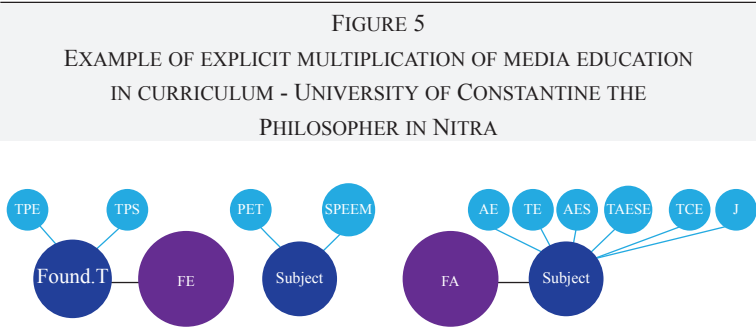 FIGURE 5
EXAMPLE OF EXPLICIT MULTIPLICATION OF MEDIA EDUCATION
IN CURRICULUM - UNIVERSITY OF CONSTANTINE THE
PHILOSOPHER IN NITRA
TPE TPS PET SPEEM AE TE AES TAESE TCE J
Found.T FE Subject FA Subject